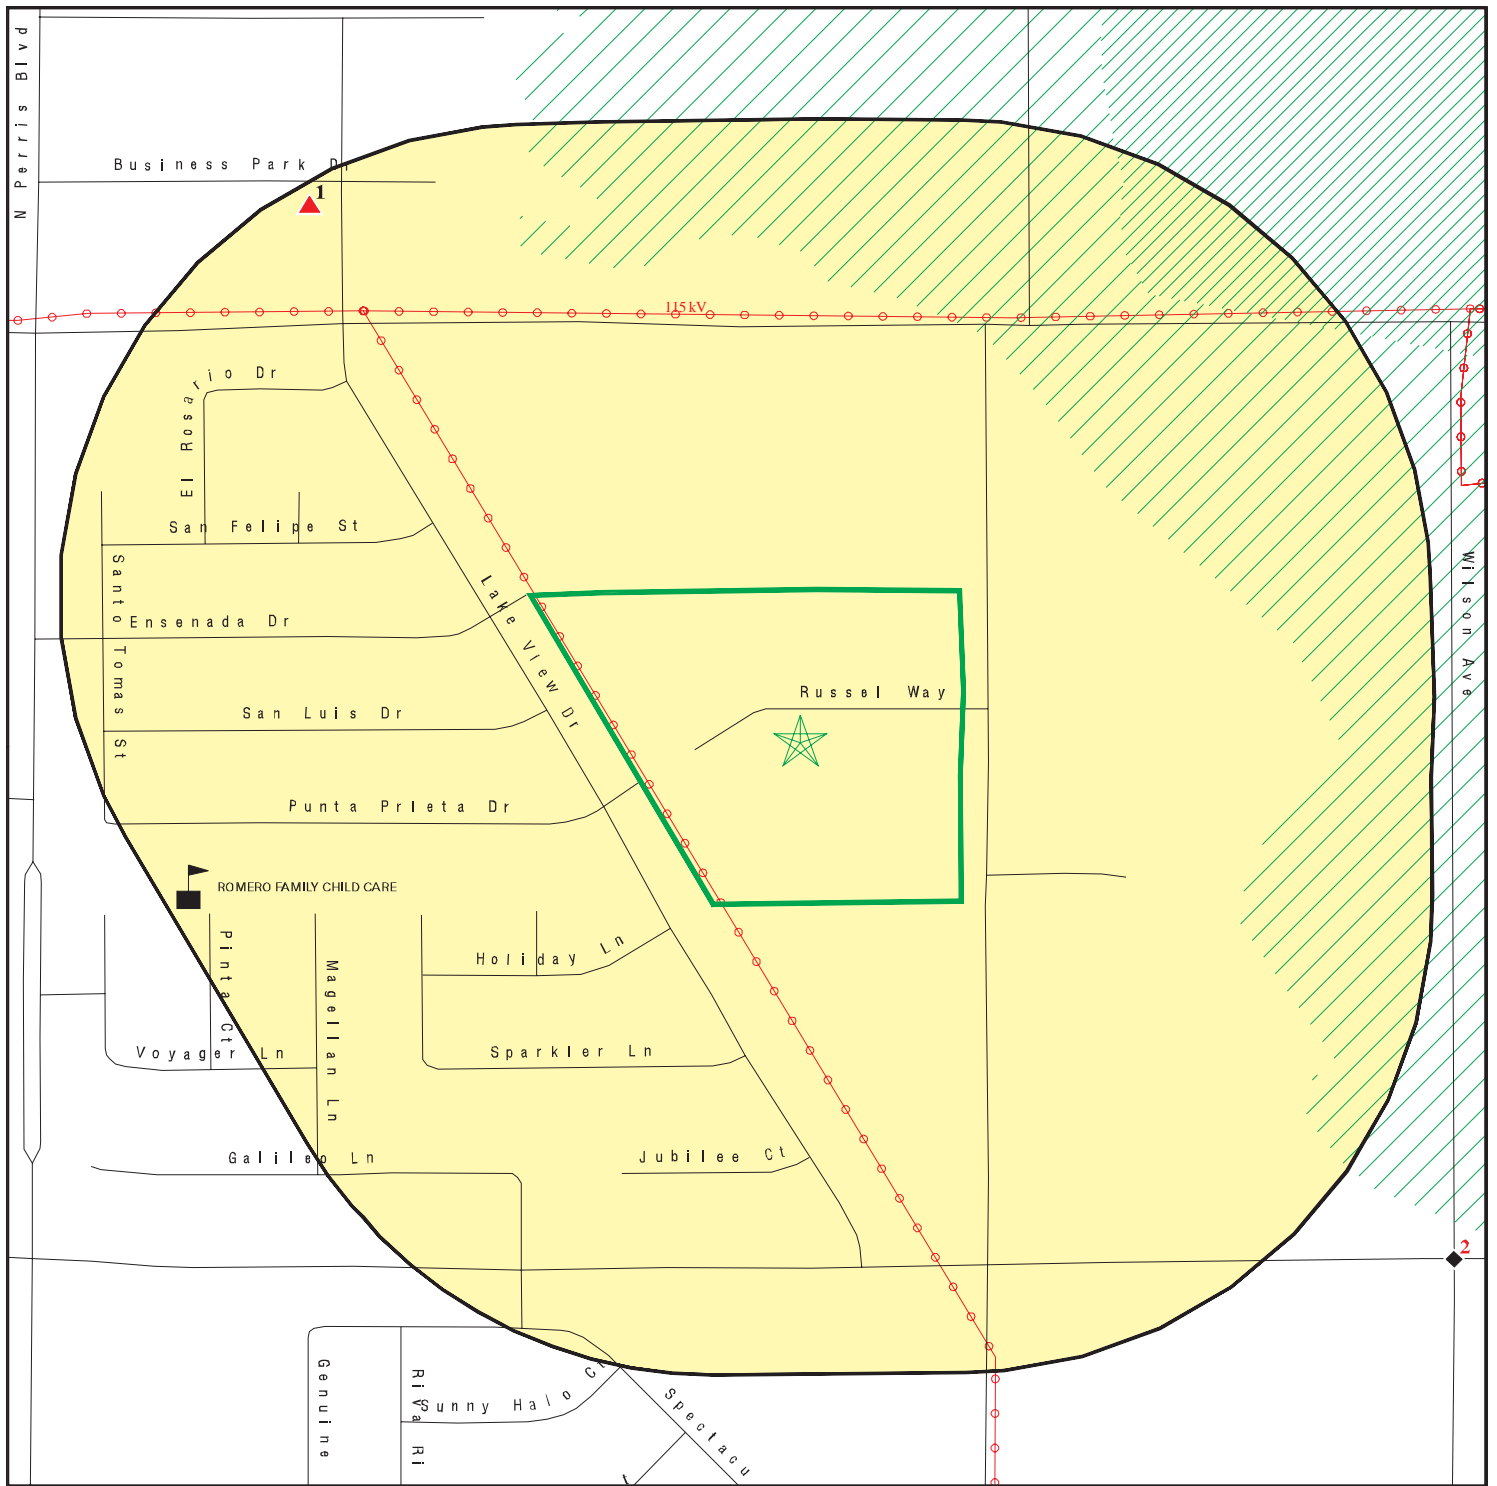 N Perris Blvd
Business Park Dr
1
115 kV
El Rosario Dr
San Felipe St
Santo Tomas St
Ensenada Dr
Lake View Dr
Wilson Ave
Russel Way
San Luis Dr
Punta Prieta Dr
ROMERO FAMILY CHILD CARE
Pinta Ct
Magellan Ln
Holiday Ln
Voyager Ln
Sparkler Ln
Galileo Ln
Jubilee Ct
2
Genuine
Riva Ri
Sunny Halo Ct
Spectacu